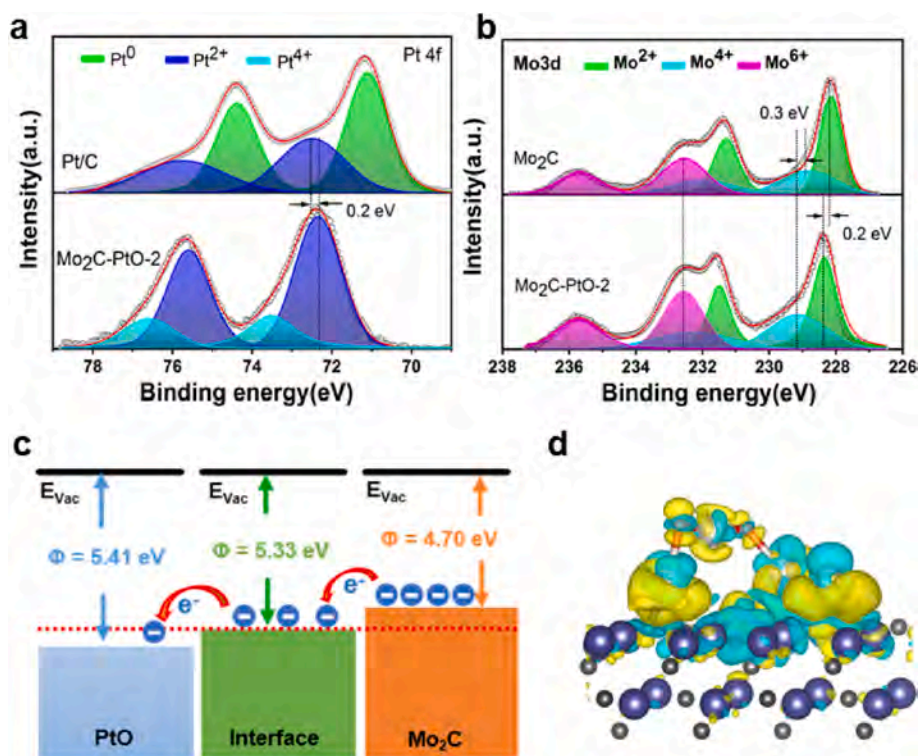 a
Pt⁰ Pt²⁺ Pt⁴⁺ Pt 4f
Pt/C
0.2 eV
Mo₂C-PtO-2
Intensity(a.u.)
78 76 74 72 70
Binding energy(eV)
b
Mo3d Mo²⁺ Mo⁴⁺ Mo⁶⁺
0.3 eV
Mo₂C
0.2 eV
Mo₂C-PtO-2
Intensity(a.u.)
238 236 234 232 230 228 226
Binding energy(eV)
c
E_Vac E_Vac E_Vac
Φ = 5.41 eV Φ = 5.33 eV Φ = 4.70 eV
e⁻ e⁻
PtO Interface Mo₂C
d